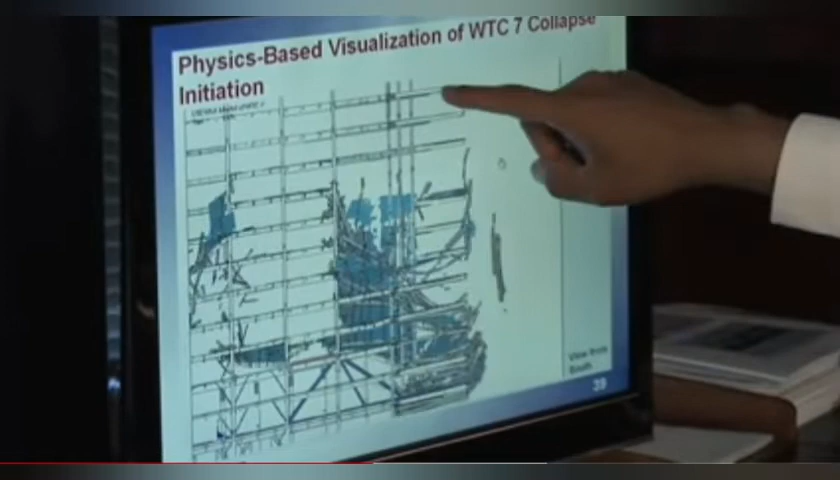 Physics-Based Visualization of WTC 7 Collapse
Initiation
View from
South
39